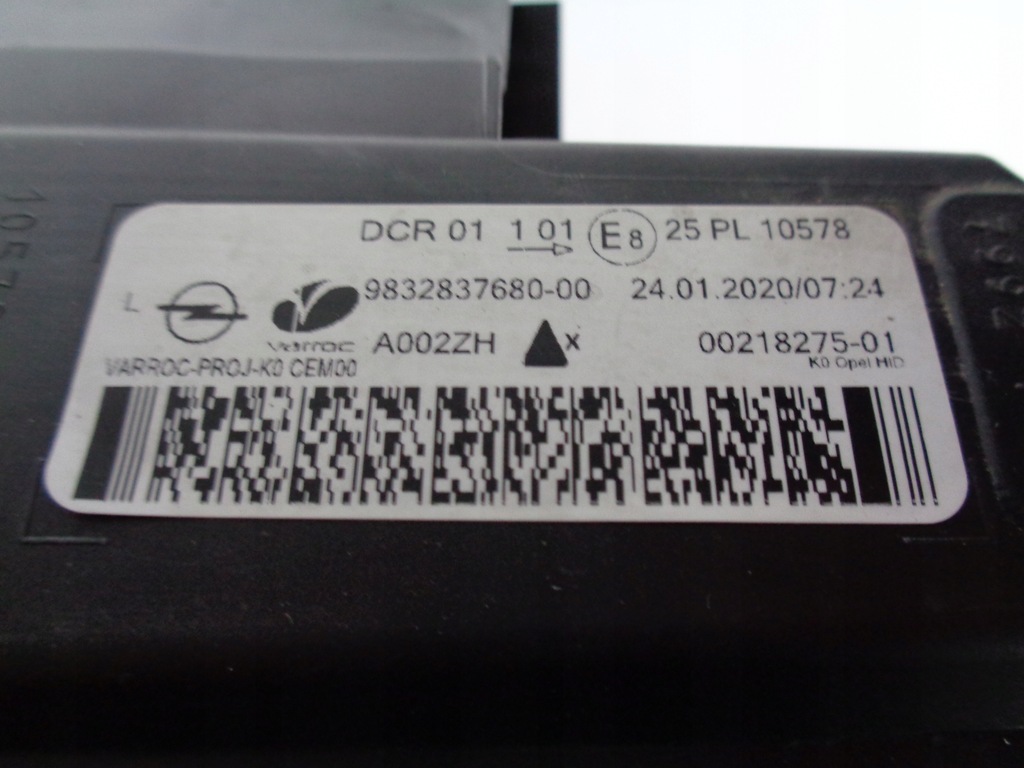 DCR 01 1 01 E8 25 PL 10578
L 9832837680-00 24.01.2020/07:24
varroc A002ZH X 00218275-01
VARROC-PROJ-K0 CEM00 K0 Opel HID